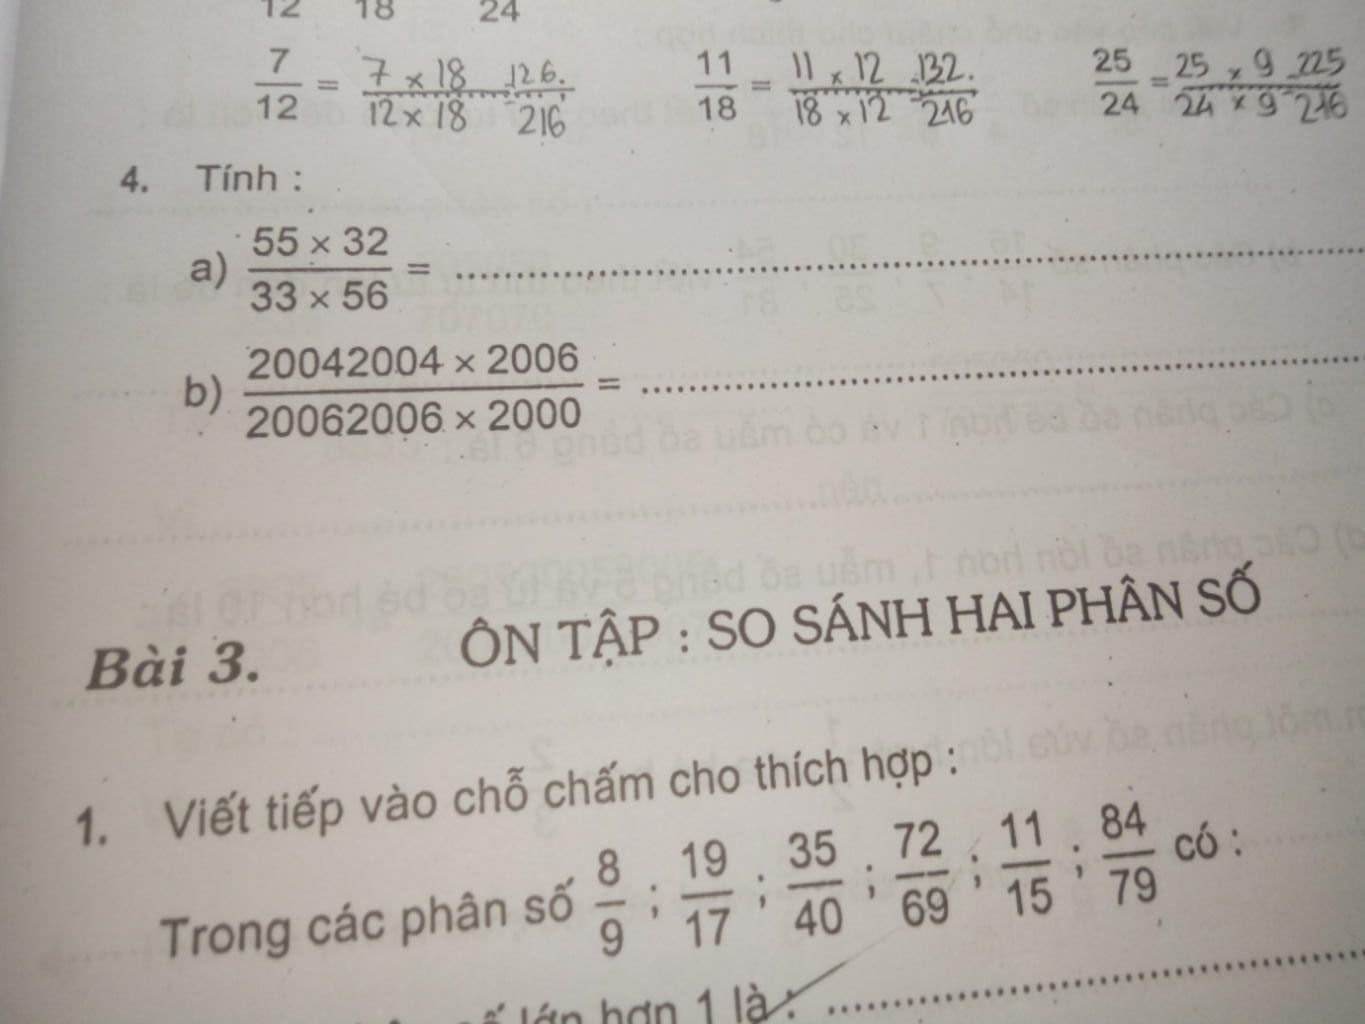 12 18 24
7/12 = 7 x 18 / 12 x 18 = 126 / 216 11/18 = 11 x 12 / 18 x 12 = 132 / 216 25/24 = 25 x 9 / 24 x 9 = 225 / 216
4. Tính :
a) 55 × 32 / 33 × 56 = ....................
b) 20042004 × 2006 / 20062006 × 2000 = ....................
Bài 3. ÔN TẬP : SO SÁNH HAI PHÂN SỐ
1. Viết tiếp vào chỗ chấm cho thích hợp :
Trong các phân số 8/9 ; 19/17 ; 35/40 ; 72/69 ; 11/15 ; 84/79 có :
số lớn hơn 1 là : ....................